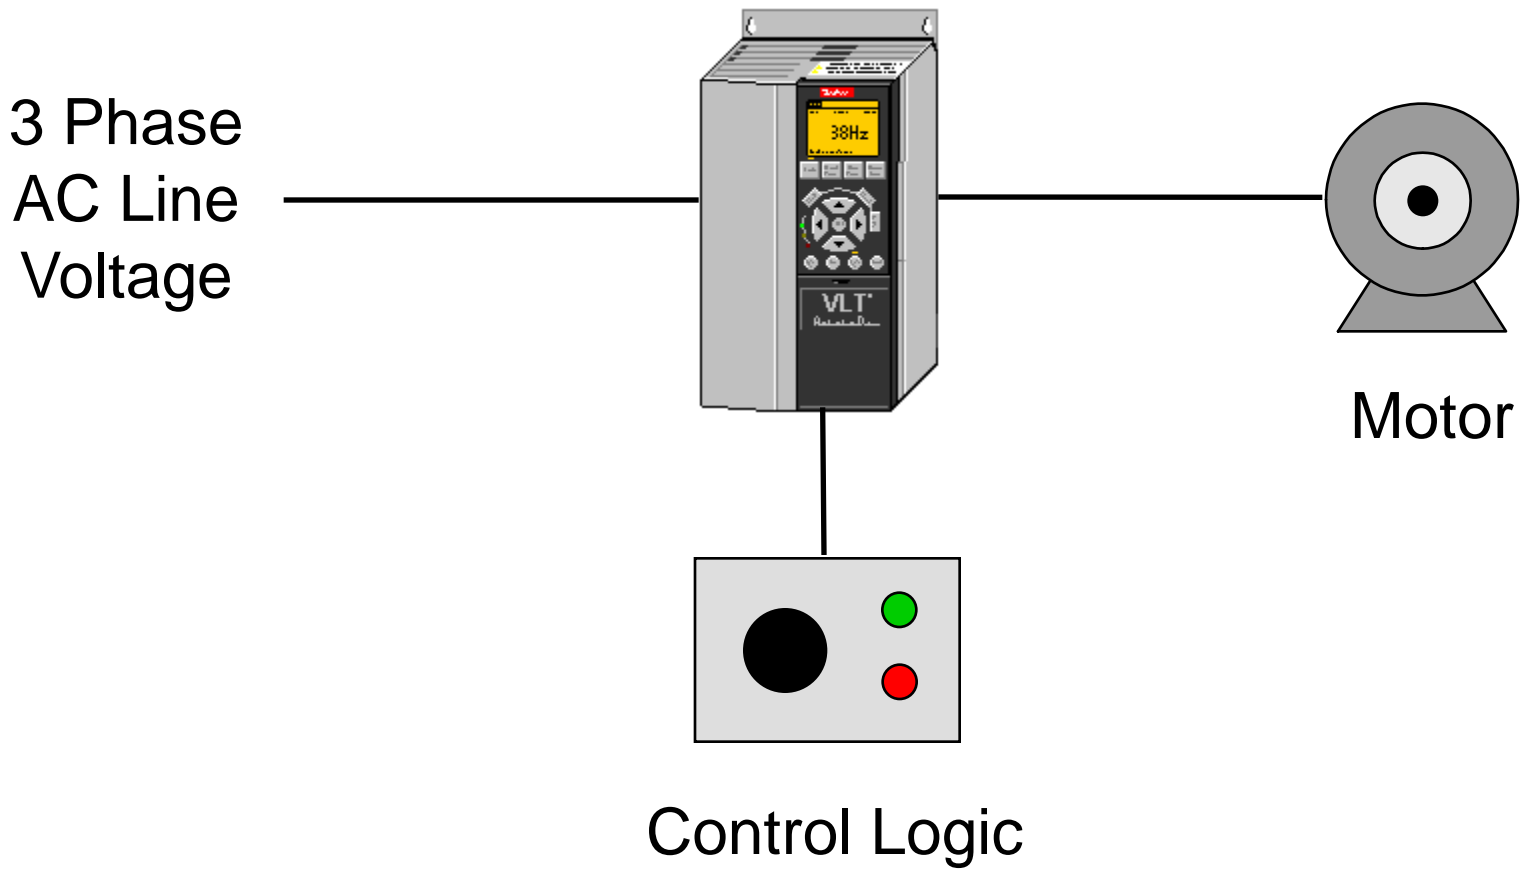 3 Phase
AC Line
Voltage
38Hz
VLT
Motor
Control Logic